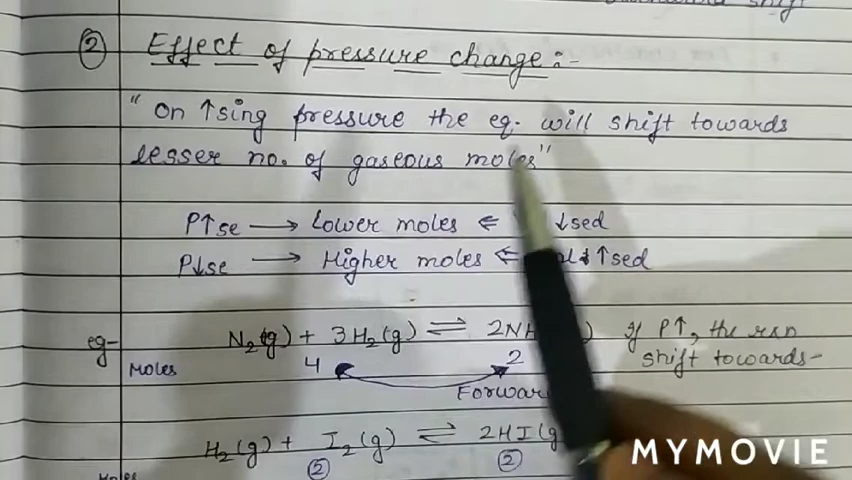 shift
② Effect of pressure change :-
"On ↑sing pressure the eq. will shift towards
lesser no. of gaseous moles"
P↑se → Lower moles ⇐ ↓sed
P↓se → Higher moles ⇐ ↑sed
eg- N₂(g) + 3H₂(g) ⇌ 2NH ) if P↑, the rxn
Moles 4 2 shift towards-
Forwar
H₂(g) + I₂(g) ⇌ 2HI(g
② ②
Moles
MYMOVIE